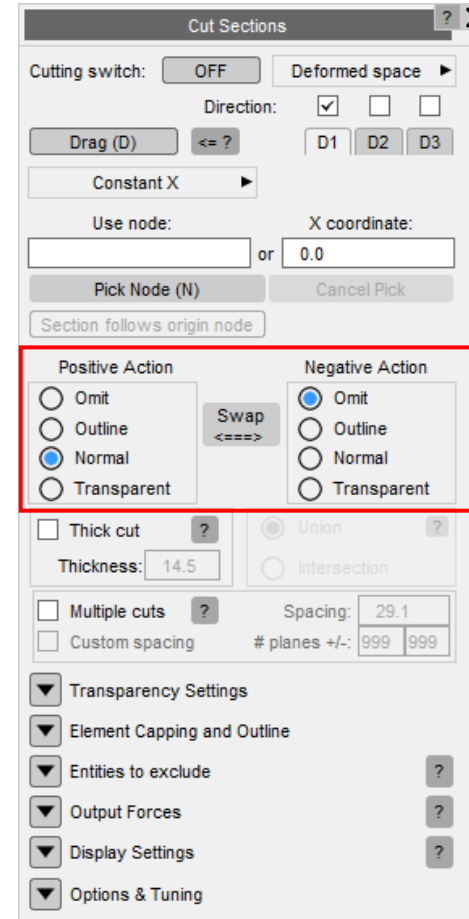 Cut Sections ?
Cutting switch: OFF Deformed space
Direction:
Drag (D) <= ? D1 D2 D3
Constant X
Use node: X coordinate:
or 0.0
Pick Node (N) Cancel Pick
Section follows origin node
Positive Action Negative Action
Omit Swap Omit
Outline <===> Outline
Normal Normal
Transparent Transparent
Thick cut ? Union ?
Thickness: 14.5 Intersection
Multiple cuts ? Spacing: 29.1
Custom spacing # planes +/-: 999 999
Transparency Settings
Element Capping and Outline
Entities to exclude ?
Output Forces ?
Display Settings ?
Options & Tuning